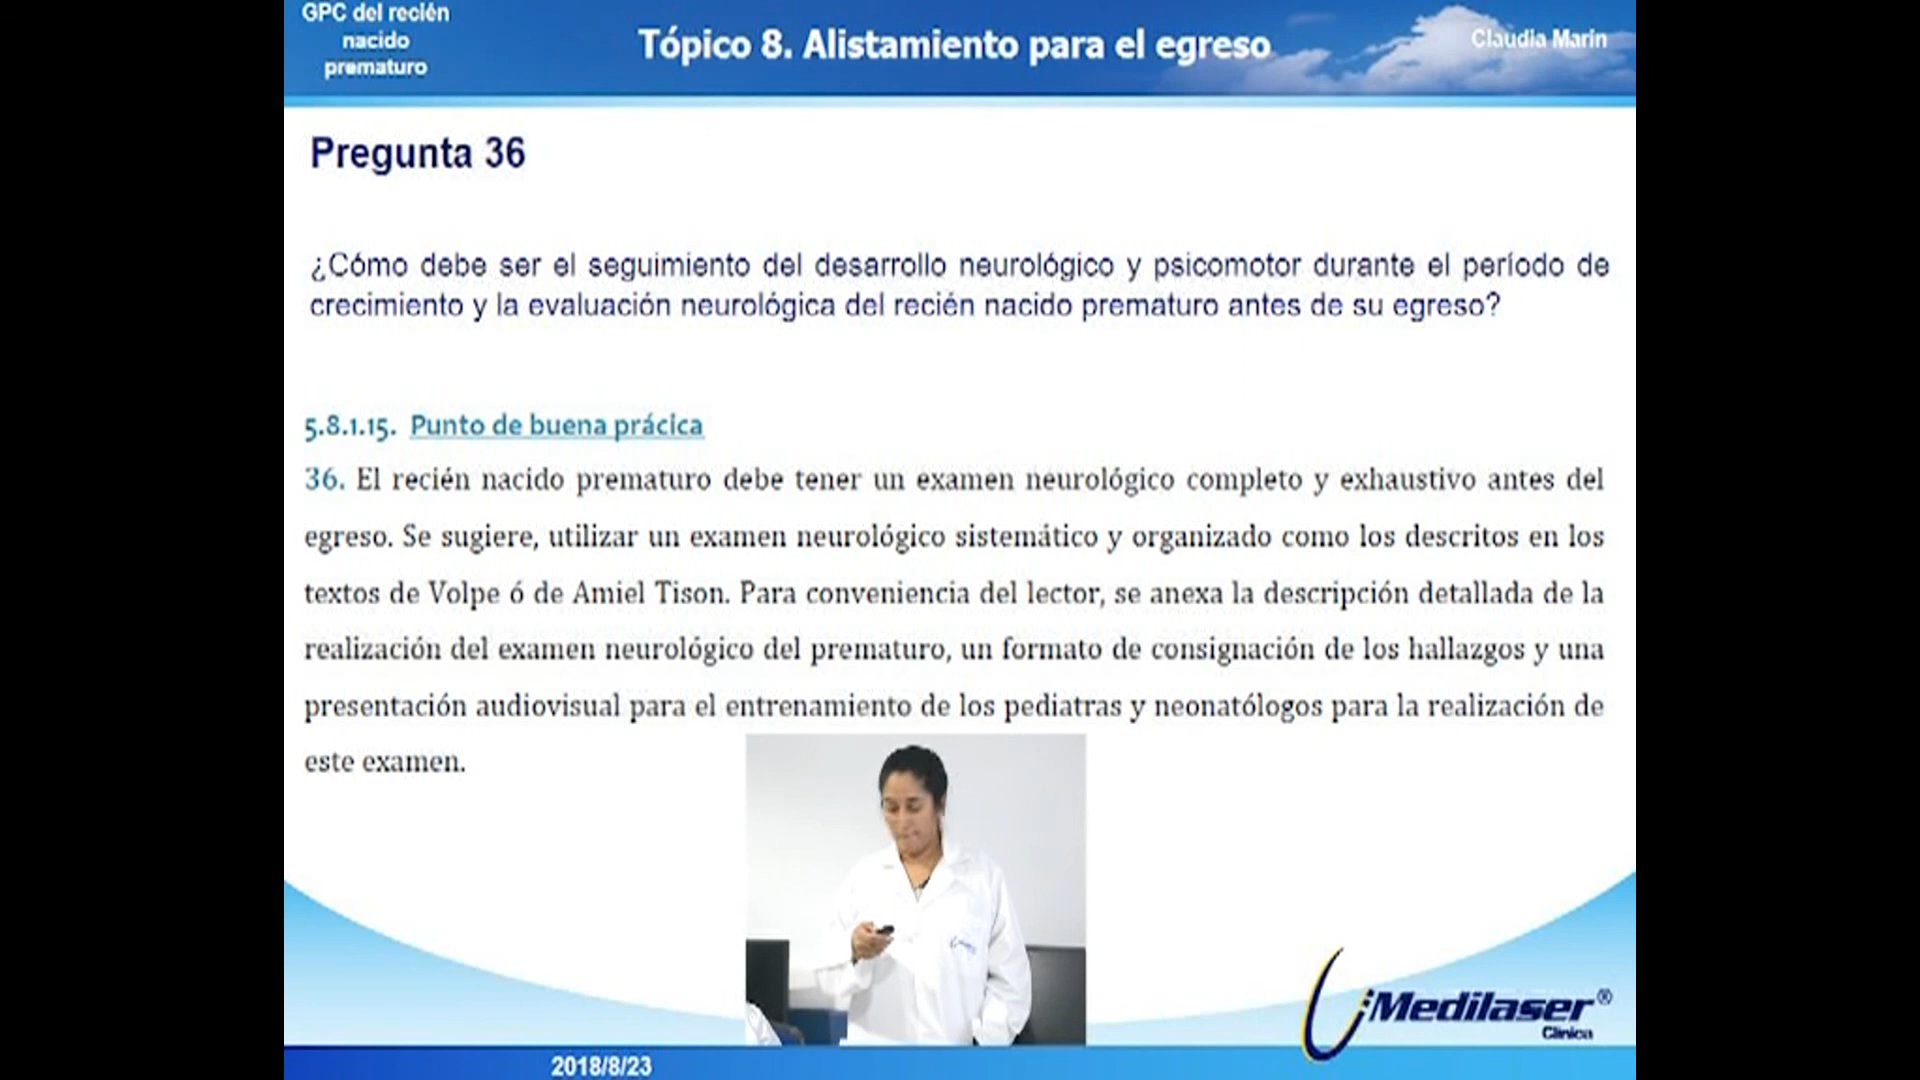 GPC del recién
nacido
prematuro
Tópico 8. Alistamiento para el egreso
Claudia Marin
Pregunta 36
¿Cómo debe ser el seguimiento del desarrollo neurológico y psicomotor durante el período de
crecimiento y la evaluación neurológica del recién nacido prematuro antes de su egreso?
5.8.1.15. Punto de buena prácica
36. El recién nacido prematuro debe tener un examen neurológico completo y exhaustivo antes del
egreso. Se sugiere, utilizar un examen neurológico sistemático y organizado como los descritos en los
textos de Volpe ó de Amiel Tison. Para conveniencia del lector, se anexa la descripción detallada de la
realización del examen neurológico del prematuro, un formato de consignación de los hallazgos y una
presentación audiovisual para el entrenamiento de los pediatras y neonatólogos para la realización de
este examen.
Medilaser®
Clínica
2018/8/23